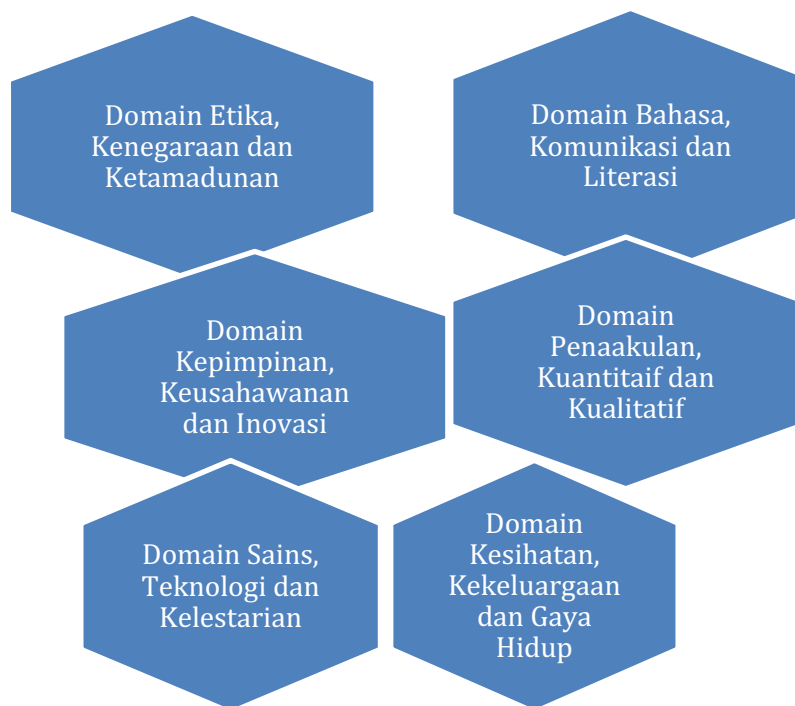 Domain Etika,
Kenegaraan dan
Ketamadunan
Domain Bahasa,
Komunikasi dan
Literasi
Domain
Kepimpinan,
Keusahawanan
dan Inovasi
Domain
Penaakulan,
Kuantitaif dan
Kualitatif
Domain Sains,
Teknologi dan
Kelestarian
Domain
Kesihatan,
Kekeluargaan
dan Gaya
Hidup